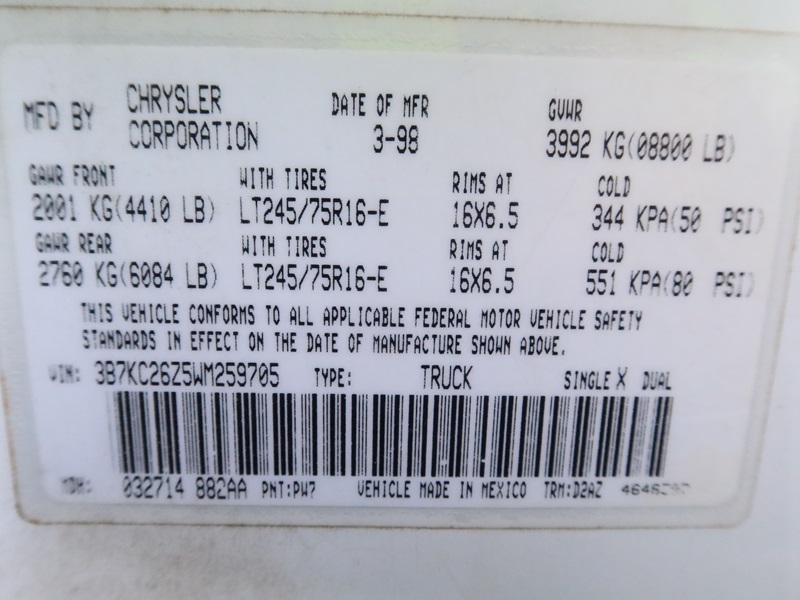 MFD BY CHRYSLER CORPORATION DATE OF MFR 3-98 GVWR 3992 KG(08800 LB)
GAWR FRONT WITH TIRES RIMS AT COLD
2001 KG(4410 LB) LT245/75R16-E 16X6.5 344 KPA(50 PSI)
GAWR REAR WITH TIRES RIMS AT COLD
2760 KG(6084 LB) LT245/75R16-E 16X6.5 551 KPA(80 PSI)
THIS VEHICLE CONFORMS TO ALL APPLICABLE FEDERAL MOTOR VEHICLE SAFETY
STANDARDS IN EFFECT ON THE DATE OF MANUFACTURE SHOWN ABOVE.
VIN: 3B7KC26Z5WM259705 TYPE: TRUCK SINGLE X DUAL
MDH: 032714 882AA PNT:PW7 VEHICLE MADE IN MEXICO TRM:D2AZ